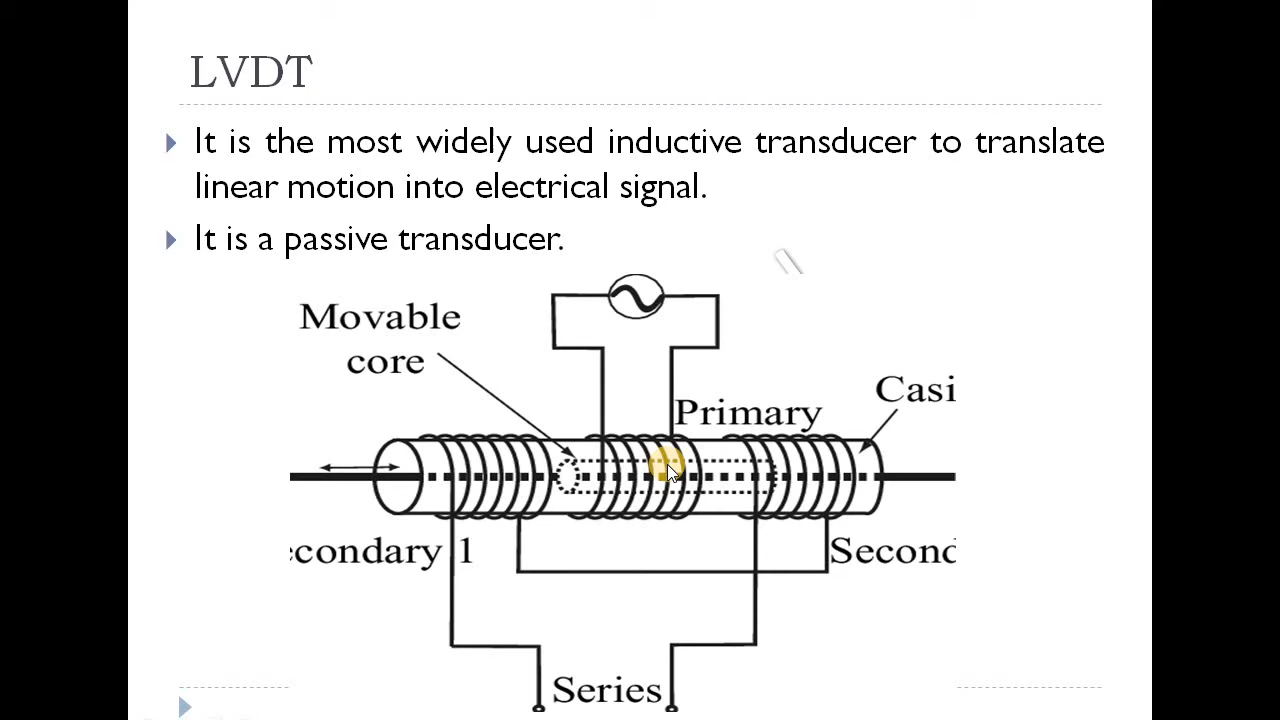 LVDT
It is the most widely used inductive transducer to translate
linear motion into electrical signal.
It is a passive transducer.
Movable
core
Casi
Primary
econdary 1
Second
Series